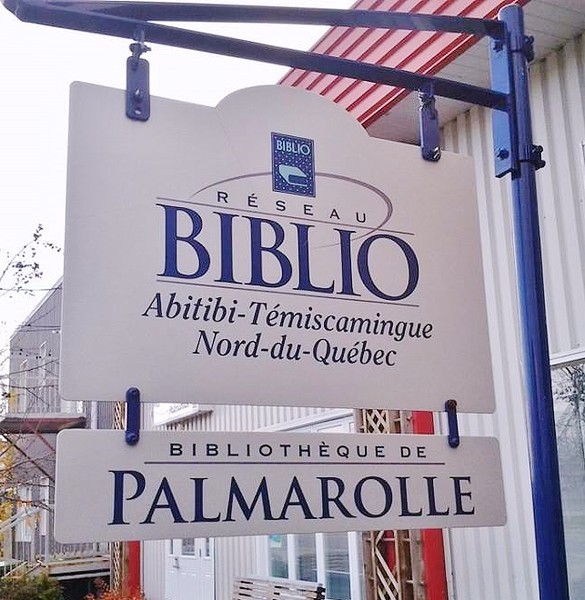 BIBLIO
RÉSEAU
BIBLIO
Abitibi-Témiscamingue
Nord-du-Québec
BIBLIOTHÈQUE DE
PALMAROLLE